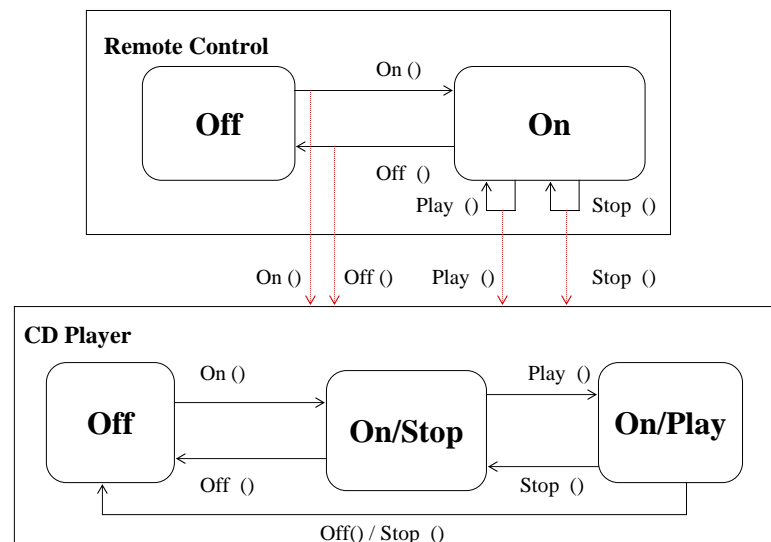 Remote Control
On ()
Off
On
Off ()
Play ()
Stop ()
On () Off () Play () Stop ()
CD Player
On ()
Play ()
Off
On/Stop
On/Play
Off ()
Stop ()
Off() / Stop ()